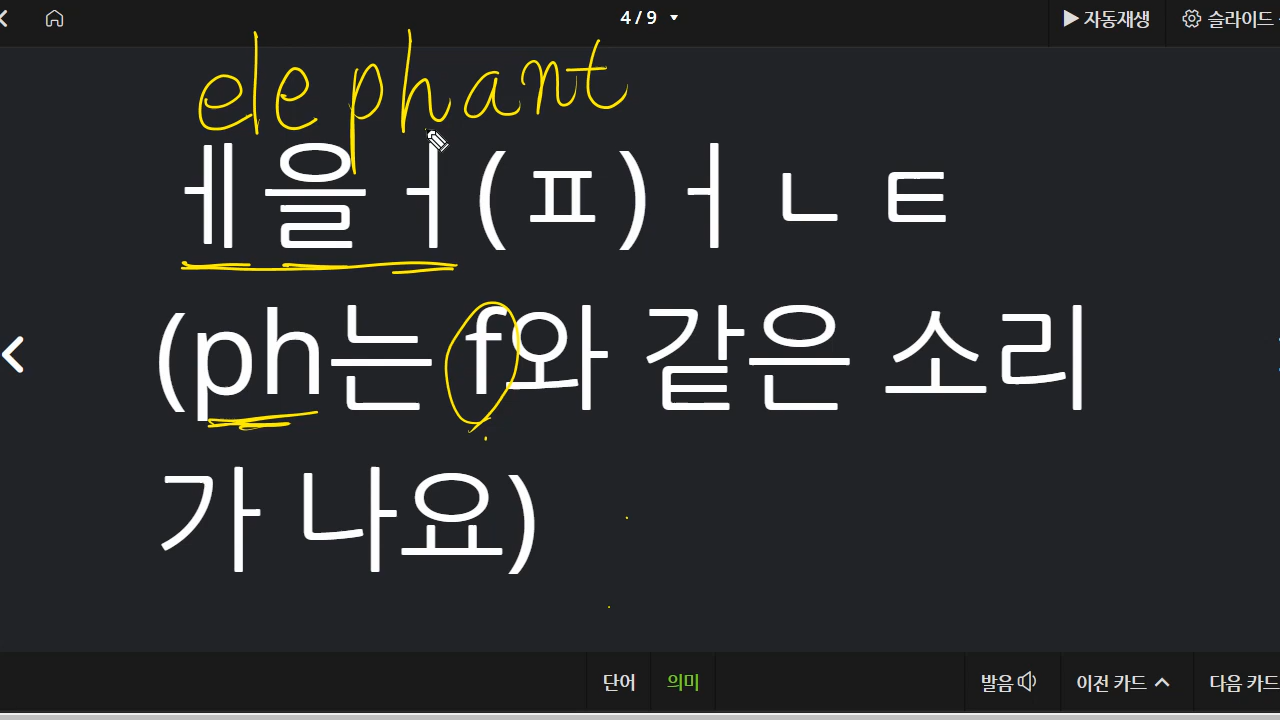 4 / 9
자동재생
슬라이드
elephant
ㅔ을ㅓ(ㅍ)ㅓㄴㅌ
(ph는 f와 같은 소리
가 나요)
단어 의미 발음 이전 카드 다음 카드